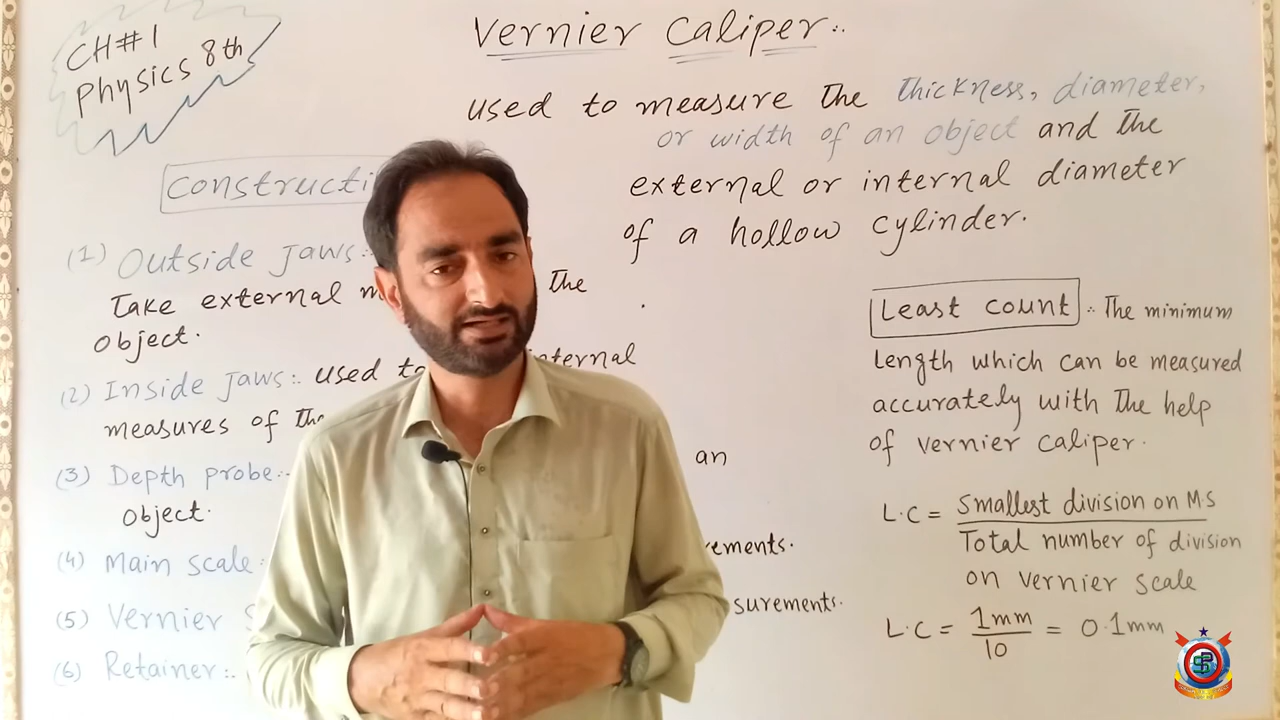 CH#1
Physics 8th
Vernier Caliper:.
used to measure the thickness, diameter,
or width of an object and the
external or internal diameter
of a hollow cylinder.
Constructi
(1) Outside jaws:
Take external m the
object.
(2) Inside jaws:. used to internal
measures of the
(3) Depth probe:- an
object.
(4) Main scale: ements.
(5) Vernier S surements.
(6) Retainer:.
Least count :. The minimum
Length which can be measured
accurately with the help
of vernier caliper.
L.C = Smallest division on M.S
Total number of division
on vernier scale
L.C = 1mm / 10 = 0.1mm